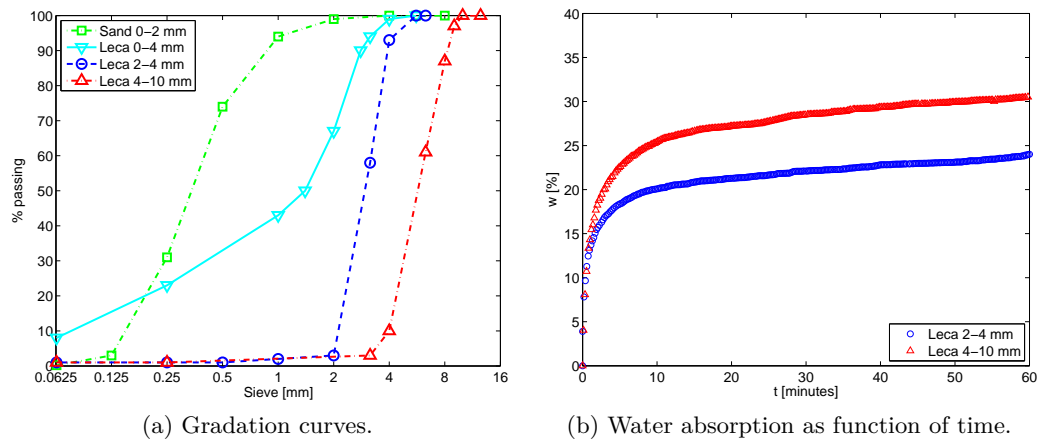 100
90
80
70
60
50
40
30
20
10
0
% passing
Sand 0−2 mm
Leca 0−4 mm
Leca 2−4 mm
Leca 4−10 mm
0.0625 0.125 0.25 0.5 1 2 4 8 16
Sieve [mm]
(a) Gradation curves.
40
35
30
25
20
15
10
5
0
w [%]
Leca 2−4 mm
Leca 4−10 mm
0 10 20 30 40 50 60
t [minutes]
(b) Water absorption as function of time.